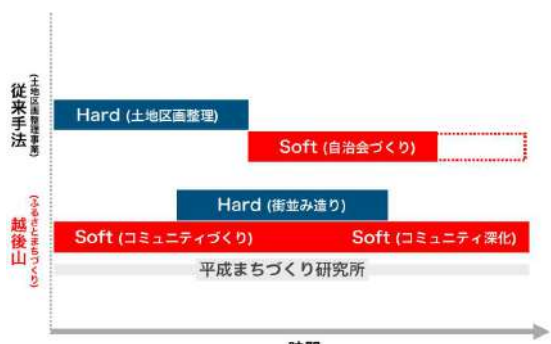 従来手法
(土地区画整理事業)
Hard (土地区画整理)
Soft (自治会づくり)
越後山
(ふるさとまちづくり)
Hard (街並み造り)
Soft (コミュニティづくり)
Soft (コミュニティ深化)
平成まちづくり研究所
時間